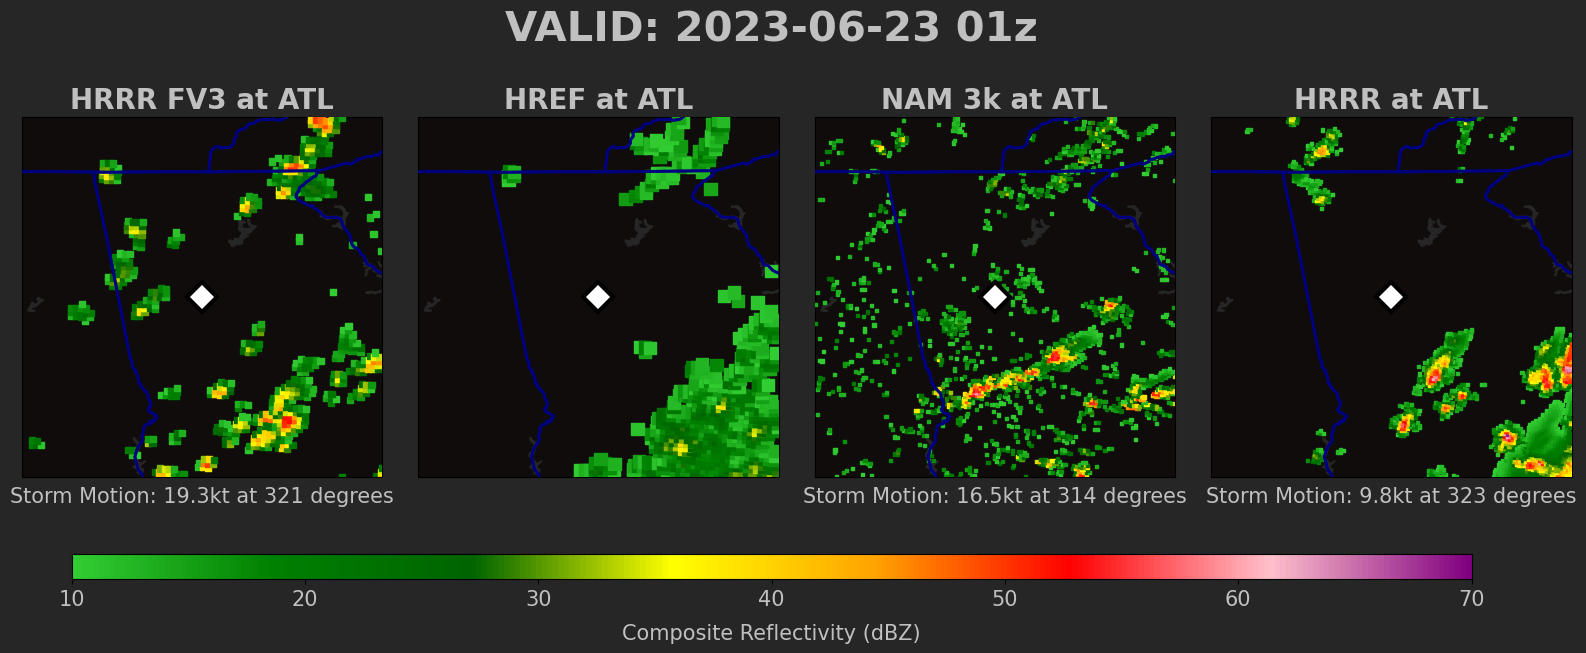 VALID: 2023-06-23 01z
HRRR FV3 at ATL
HREF at ATL
NAM 3k at ATL
HRRR at ATL
Storm Motion: 19.3kt at 321 degrees
Storm Motion: 16.5kt at 314 degrees
Storm Motion: 9.8kt at 323 degrees
10 20 30 40 50 60 70
Composite Reflectivity (dBZ)